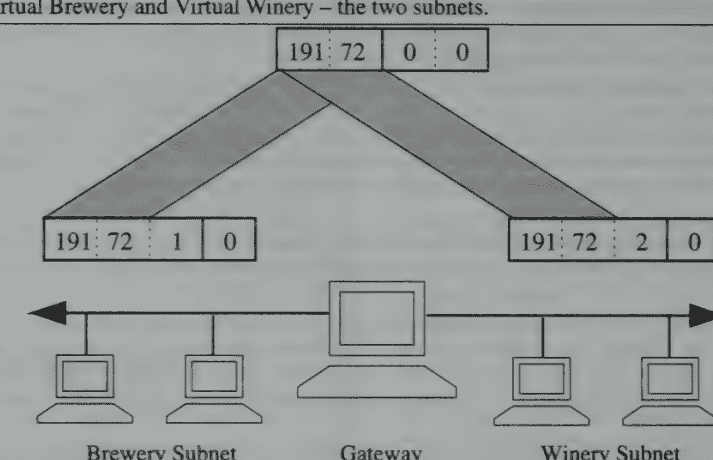 rtual Brewery and Virtual Winery – the two subnets.
191 72 0 0
191 72 1 0
191 72 2 0
Brewery Subnet Gateway Winery Subnet